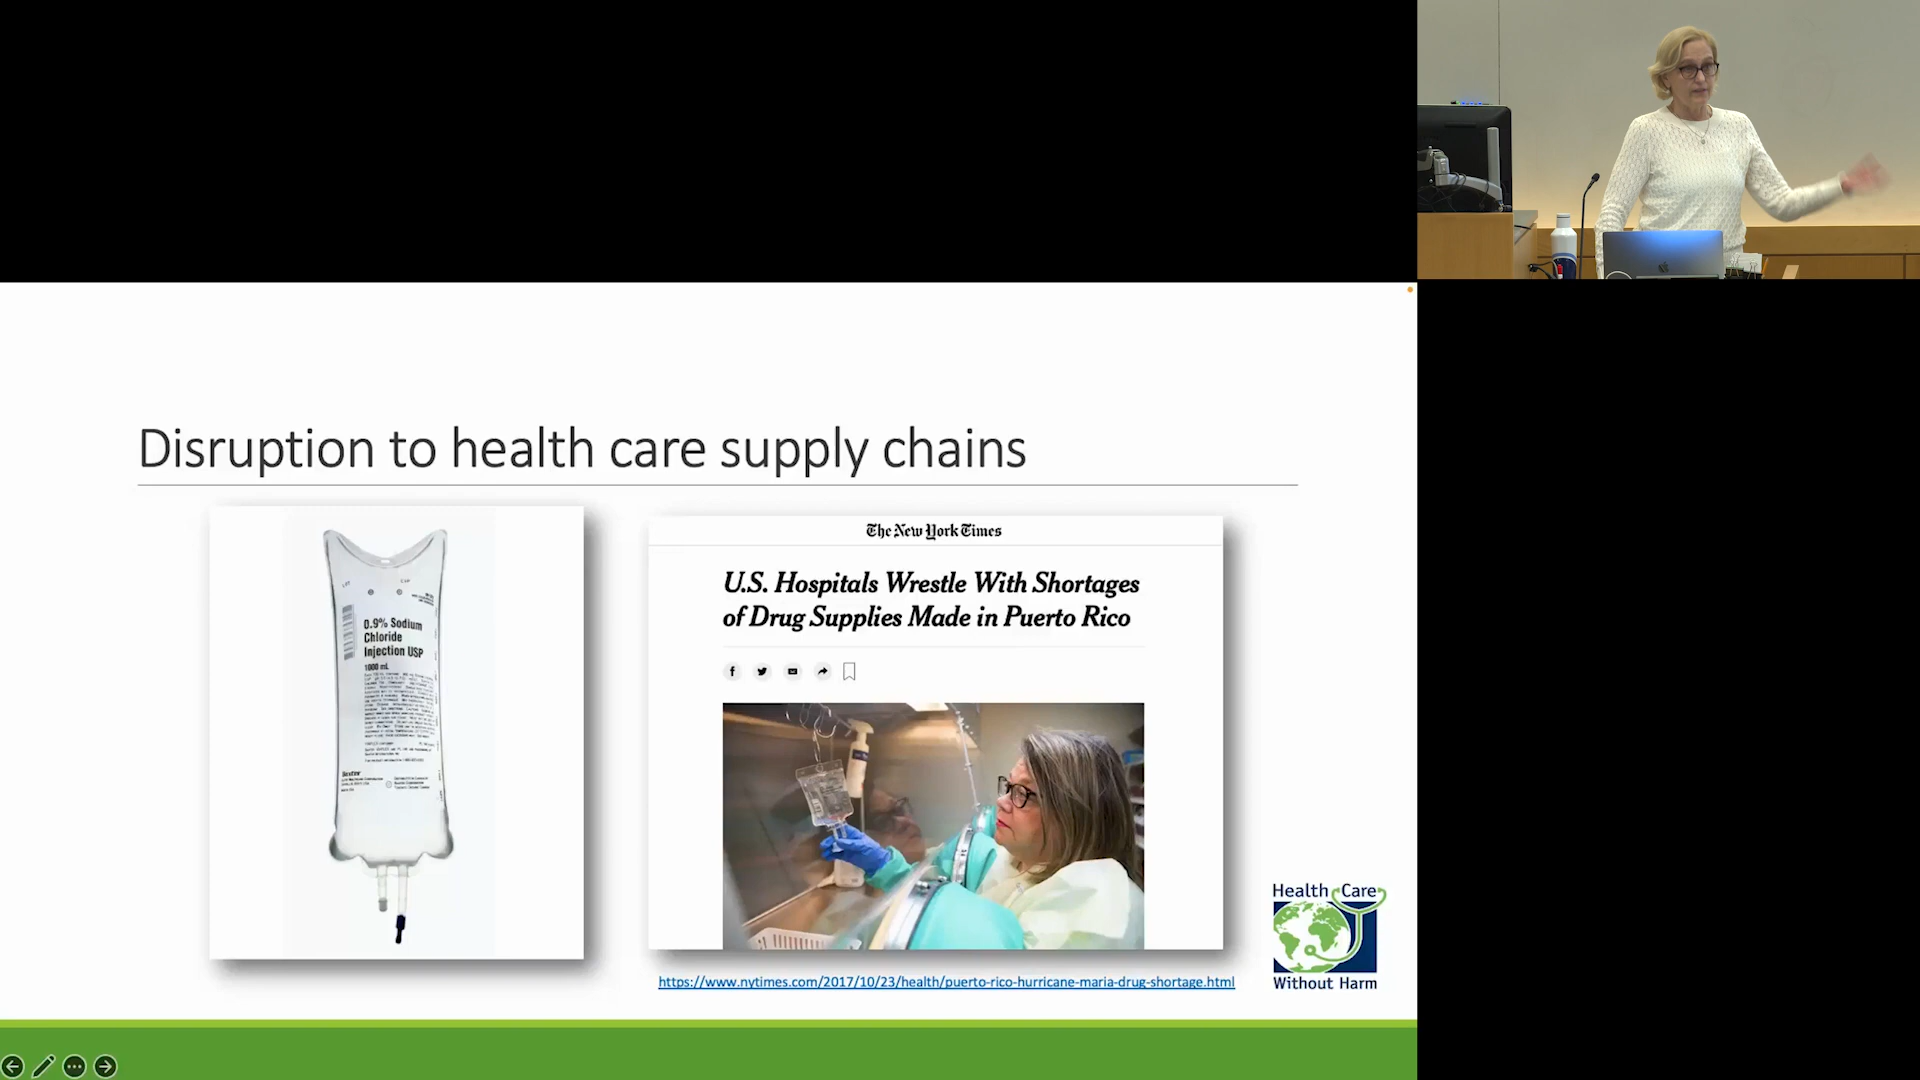 Disruption to health care supply chains
0.9% Sodium
Chloride
Injection USP
1000 mL
Baxter
The New York Times
U.S. Hospitals Wrestle With Shortages
of Drug Supplies Made in Puerto Rico
https://www.nytimes.com/2017/10/23/health/puerto-rico-hurricane-maria-drug-shortage.html
Health Care
Without Harm